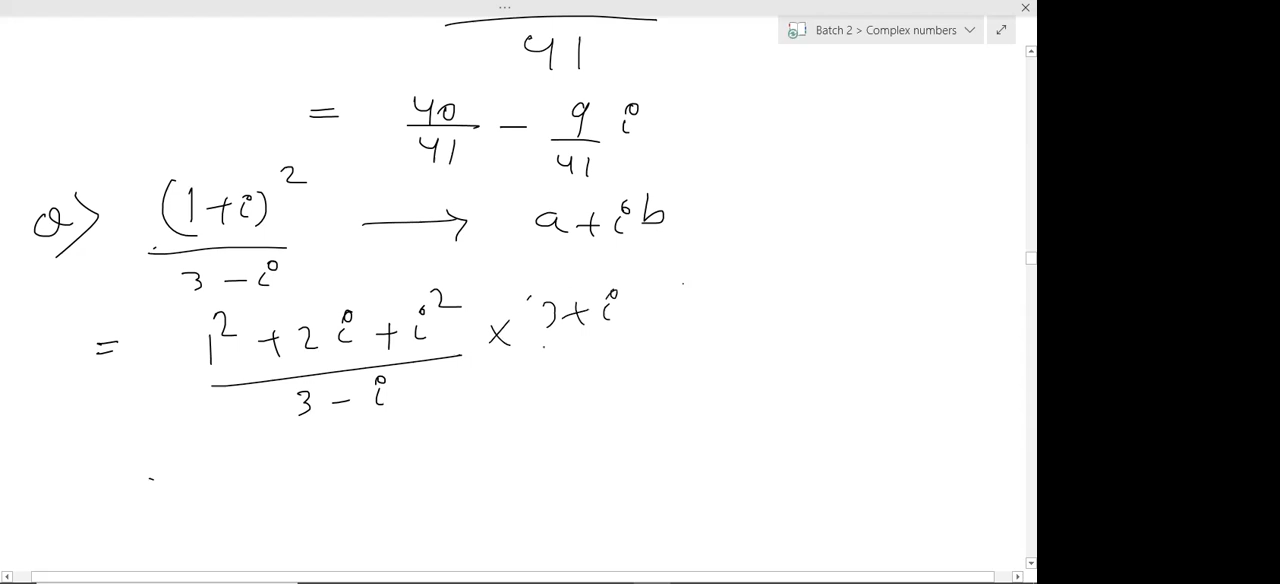 Batch 2 > Complex numbers
41
= 40/41 - 9/41 i
Q> (1+i)^2 / 3-i → a+ib
= 1^2 + 2i + i^2 / 3-i × 3+i